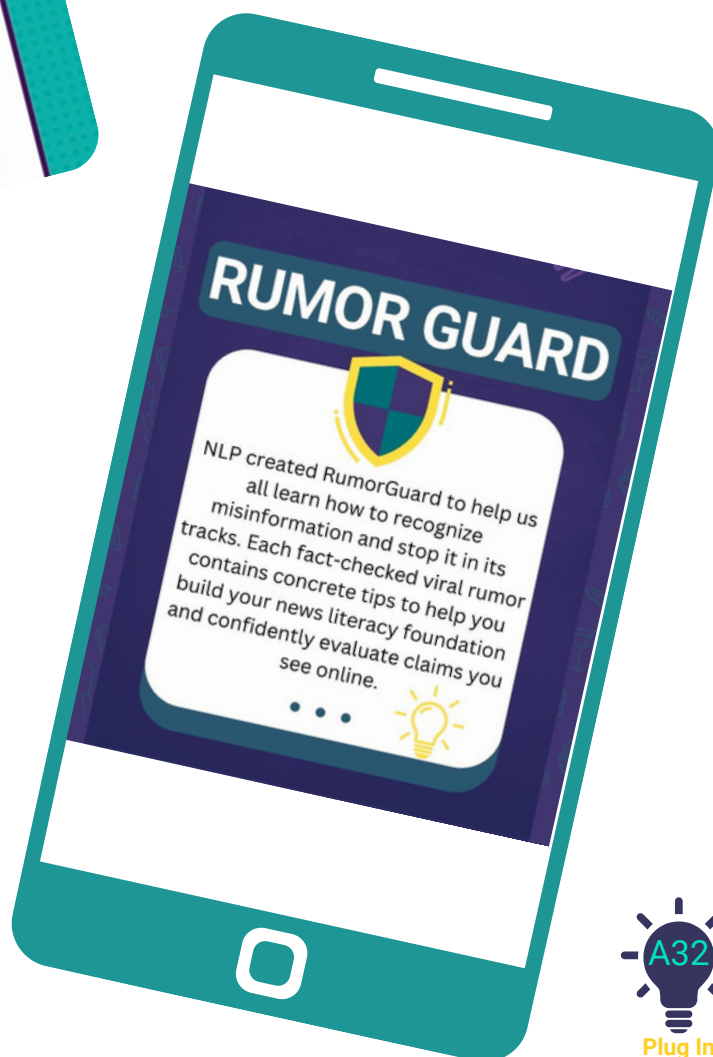 RUMOR GUARD
NLP created RumorGuard to help us
all learn how to recognize
misinformation and stop it in its
tracks. Each fact-checked viral rumor
contains concrete tips to help you
build your news literacy foundation
and confidently evaluate claims you
see online.
A32
Plug In